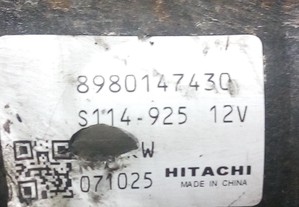 8980147430
S114-925 12V
W
071025 HITACHI
MADE IN CHINA